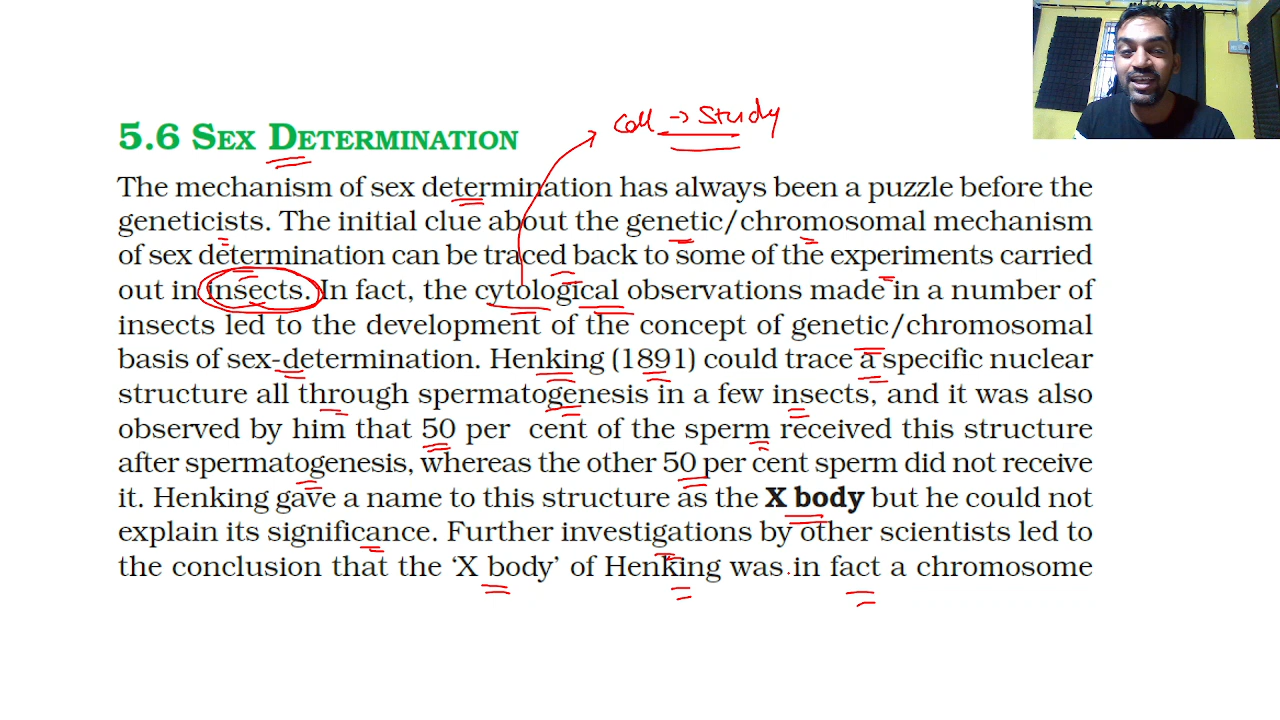 Cell → Study
5.6 SEX DETERMINATION
The mechanism of sex determination has always been a puzzle before the
geneticists. The initial clue about the genetic/chromosomal mechanism
of sex determination can be traced back to some of the experiments carried
out in insects. In fact, the cytological observations made in a number of
insects led to the development of the concept of genetic/chromosomal
basis of sex-determination. Henking (1891) could trace a specific nuclear
structure all through spermatogenesis in a few insects, and it was also
observed by him that 50 per cent of the sperm received this structure
after spermatogenesis, whereas the other 50 per cent sperm did not receive
it. Henking gave a name to this structure as the X body but he could not
explain its significance. Further investigations by other scientists led to
the conclusion that the ‘X body’ of Henking was in fact a chromosome